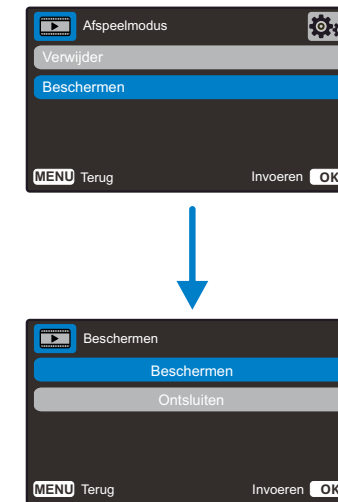 Afspeelmodus
Verwijder
Beschermen
MENU Terug Invoeren OK
Beschermen
Beschermen
Ontsluiten
MENU Terug Invoeren OK